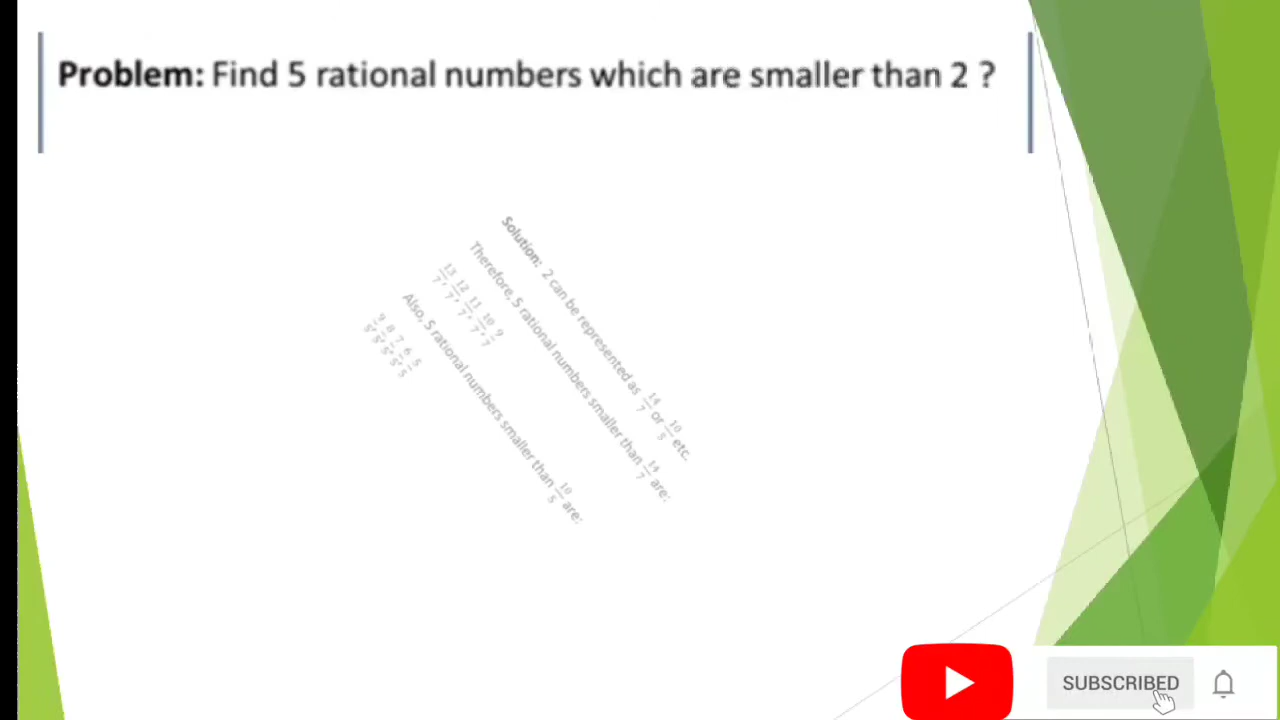 Problem: Find 5 rational numbers which are smaller than 2 ?
Solution: 2 can be represented as 14/7 or 10/5 etc.
Therefore, 5 rational numbers smaller than 14/7 are:
13/7, 12/7, 11/7, 10/7, 9/7
Also, 5 rational numbers smaller than 10/5 are:
9/5, 8/5, 7/5, 6/5, 5/5
SUBSCRIBED